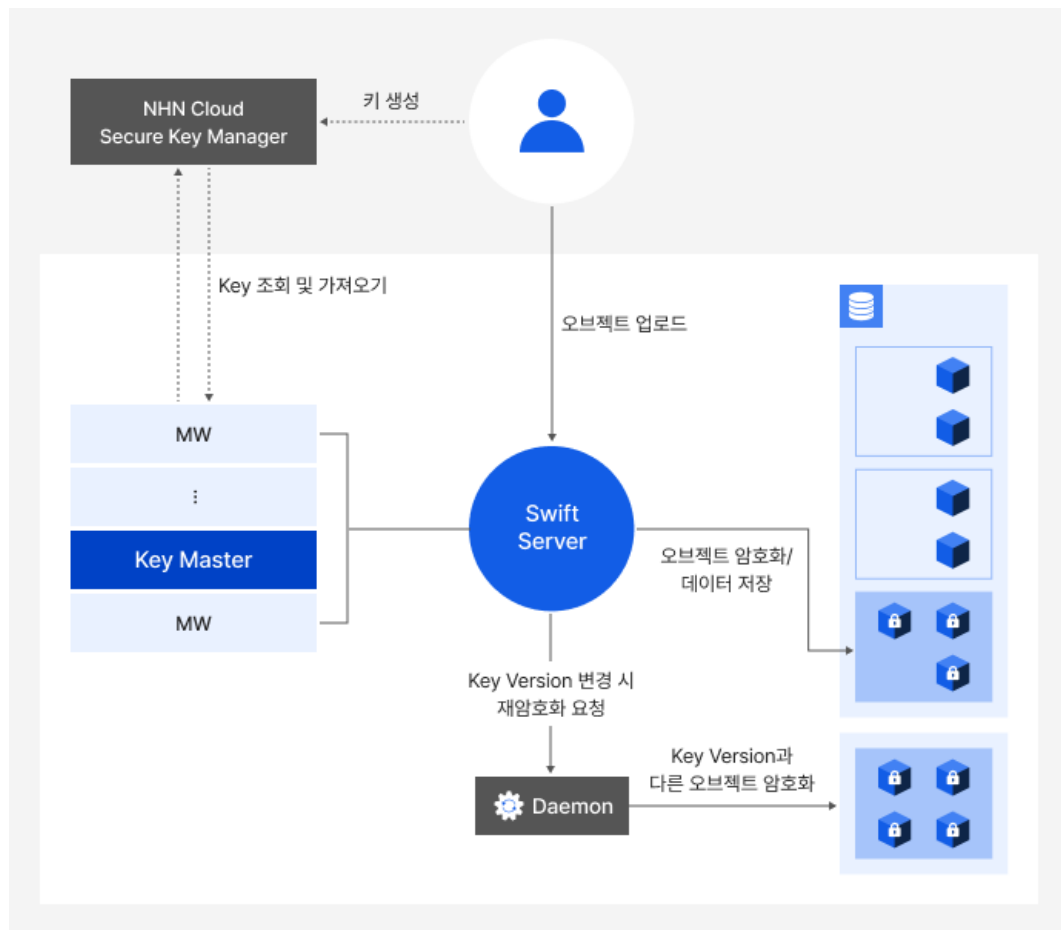 NHN Cloud
Secure Key Manager
키 생성
Key 조회 및 가져오기
오브젝트 업로드
MW
⋮
Key Master
MW
Swift
Server
오브젝트 암호화/
데이터 저장
Key Version 변경 시
재암호화 요청
Daemon
Key Version과
다른 오브젝트 암호화